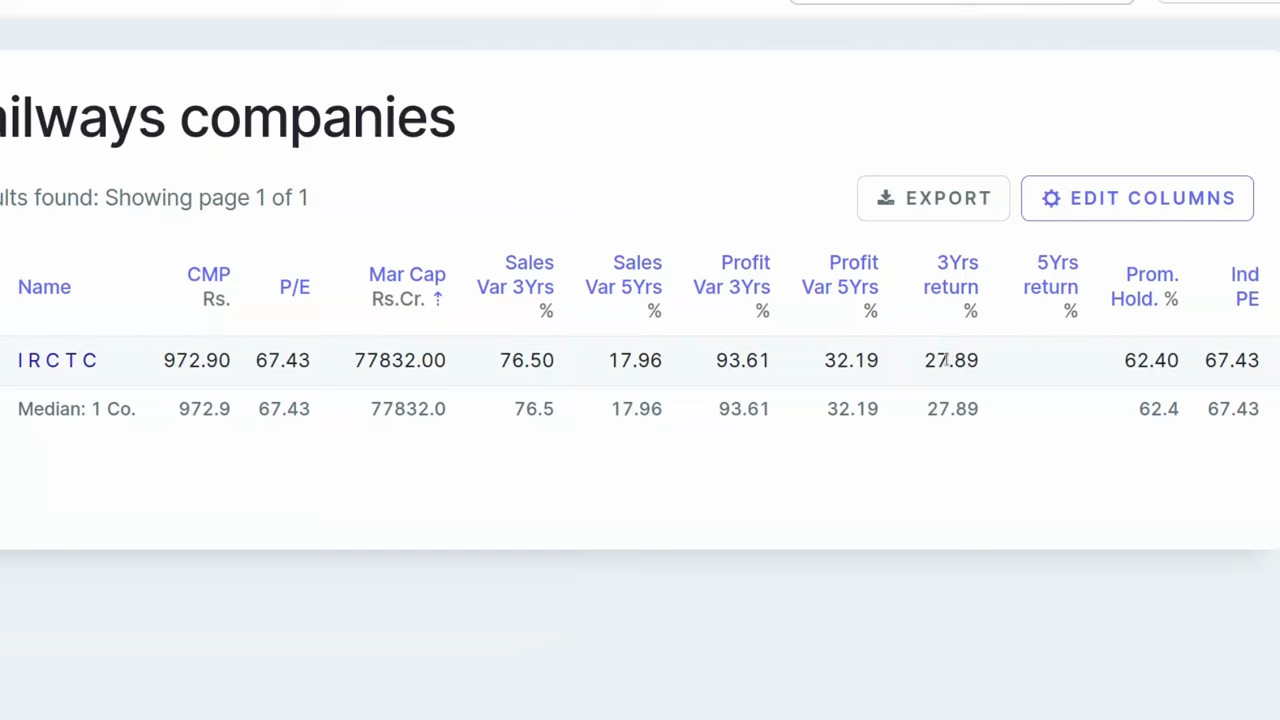 ailways companies
ults found: Showing page 1 of 1
EXPORT
EDIT COLUMNS
Name CMP Rs. P/E Mar Cap Rs.Cr. ↑ Sales Var 3Yrs % Sales Var 5Yrs % Profit Var 3Yrs % Profit Var 5Yrs % 3Yrs return % 5Yrs return % Prom. Hold. % Ind PE
I R C T C 972.90 67.43 77832.00 76.50 17.96 93.61 32.19 27.89 62.40 67.43
Median: 1 Co. 972.9 67.43 77832.0 76.5 17.96 93.61 32.19 27.89 62.4 67.43